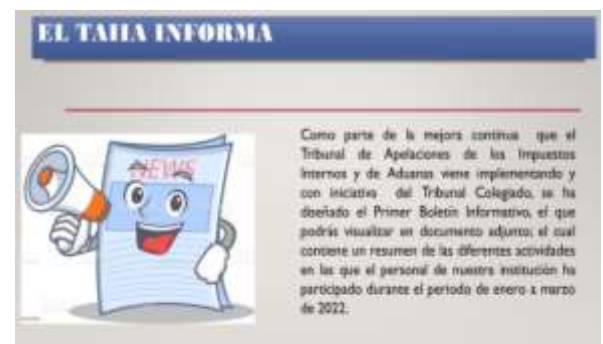 EL TAIIA INFORMA
NEWS
Como parte de la mejora continua que el
Tribunal de Apelaciones de los Impuestos
Internos y de Aduanas viene implementando y
con iniciativa del Tribunal Colegiado, se ha
diseñado el Primer Boletín Informativo, el que
podrás visualizar en documento adjunto; el cual
contiene un resumen de las diferentes actividades
en las que el personal de nuestra institución ha
participado durante el periodo de enero a marzo
de 2022.